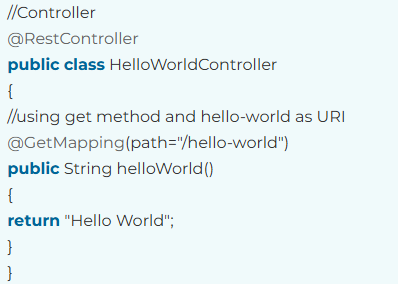 //Controller
@RestController
public class HelloWorldController
{
//using get method and hello-world as URI
@GetMapping(path="/hello-world")
public String helloWorld()
{
return "Hello World";
}
}